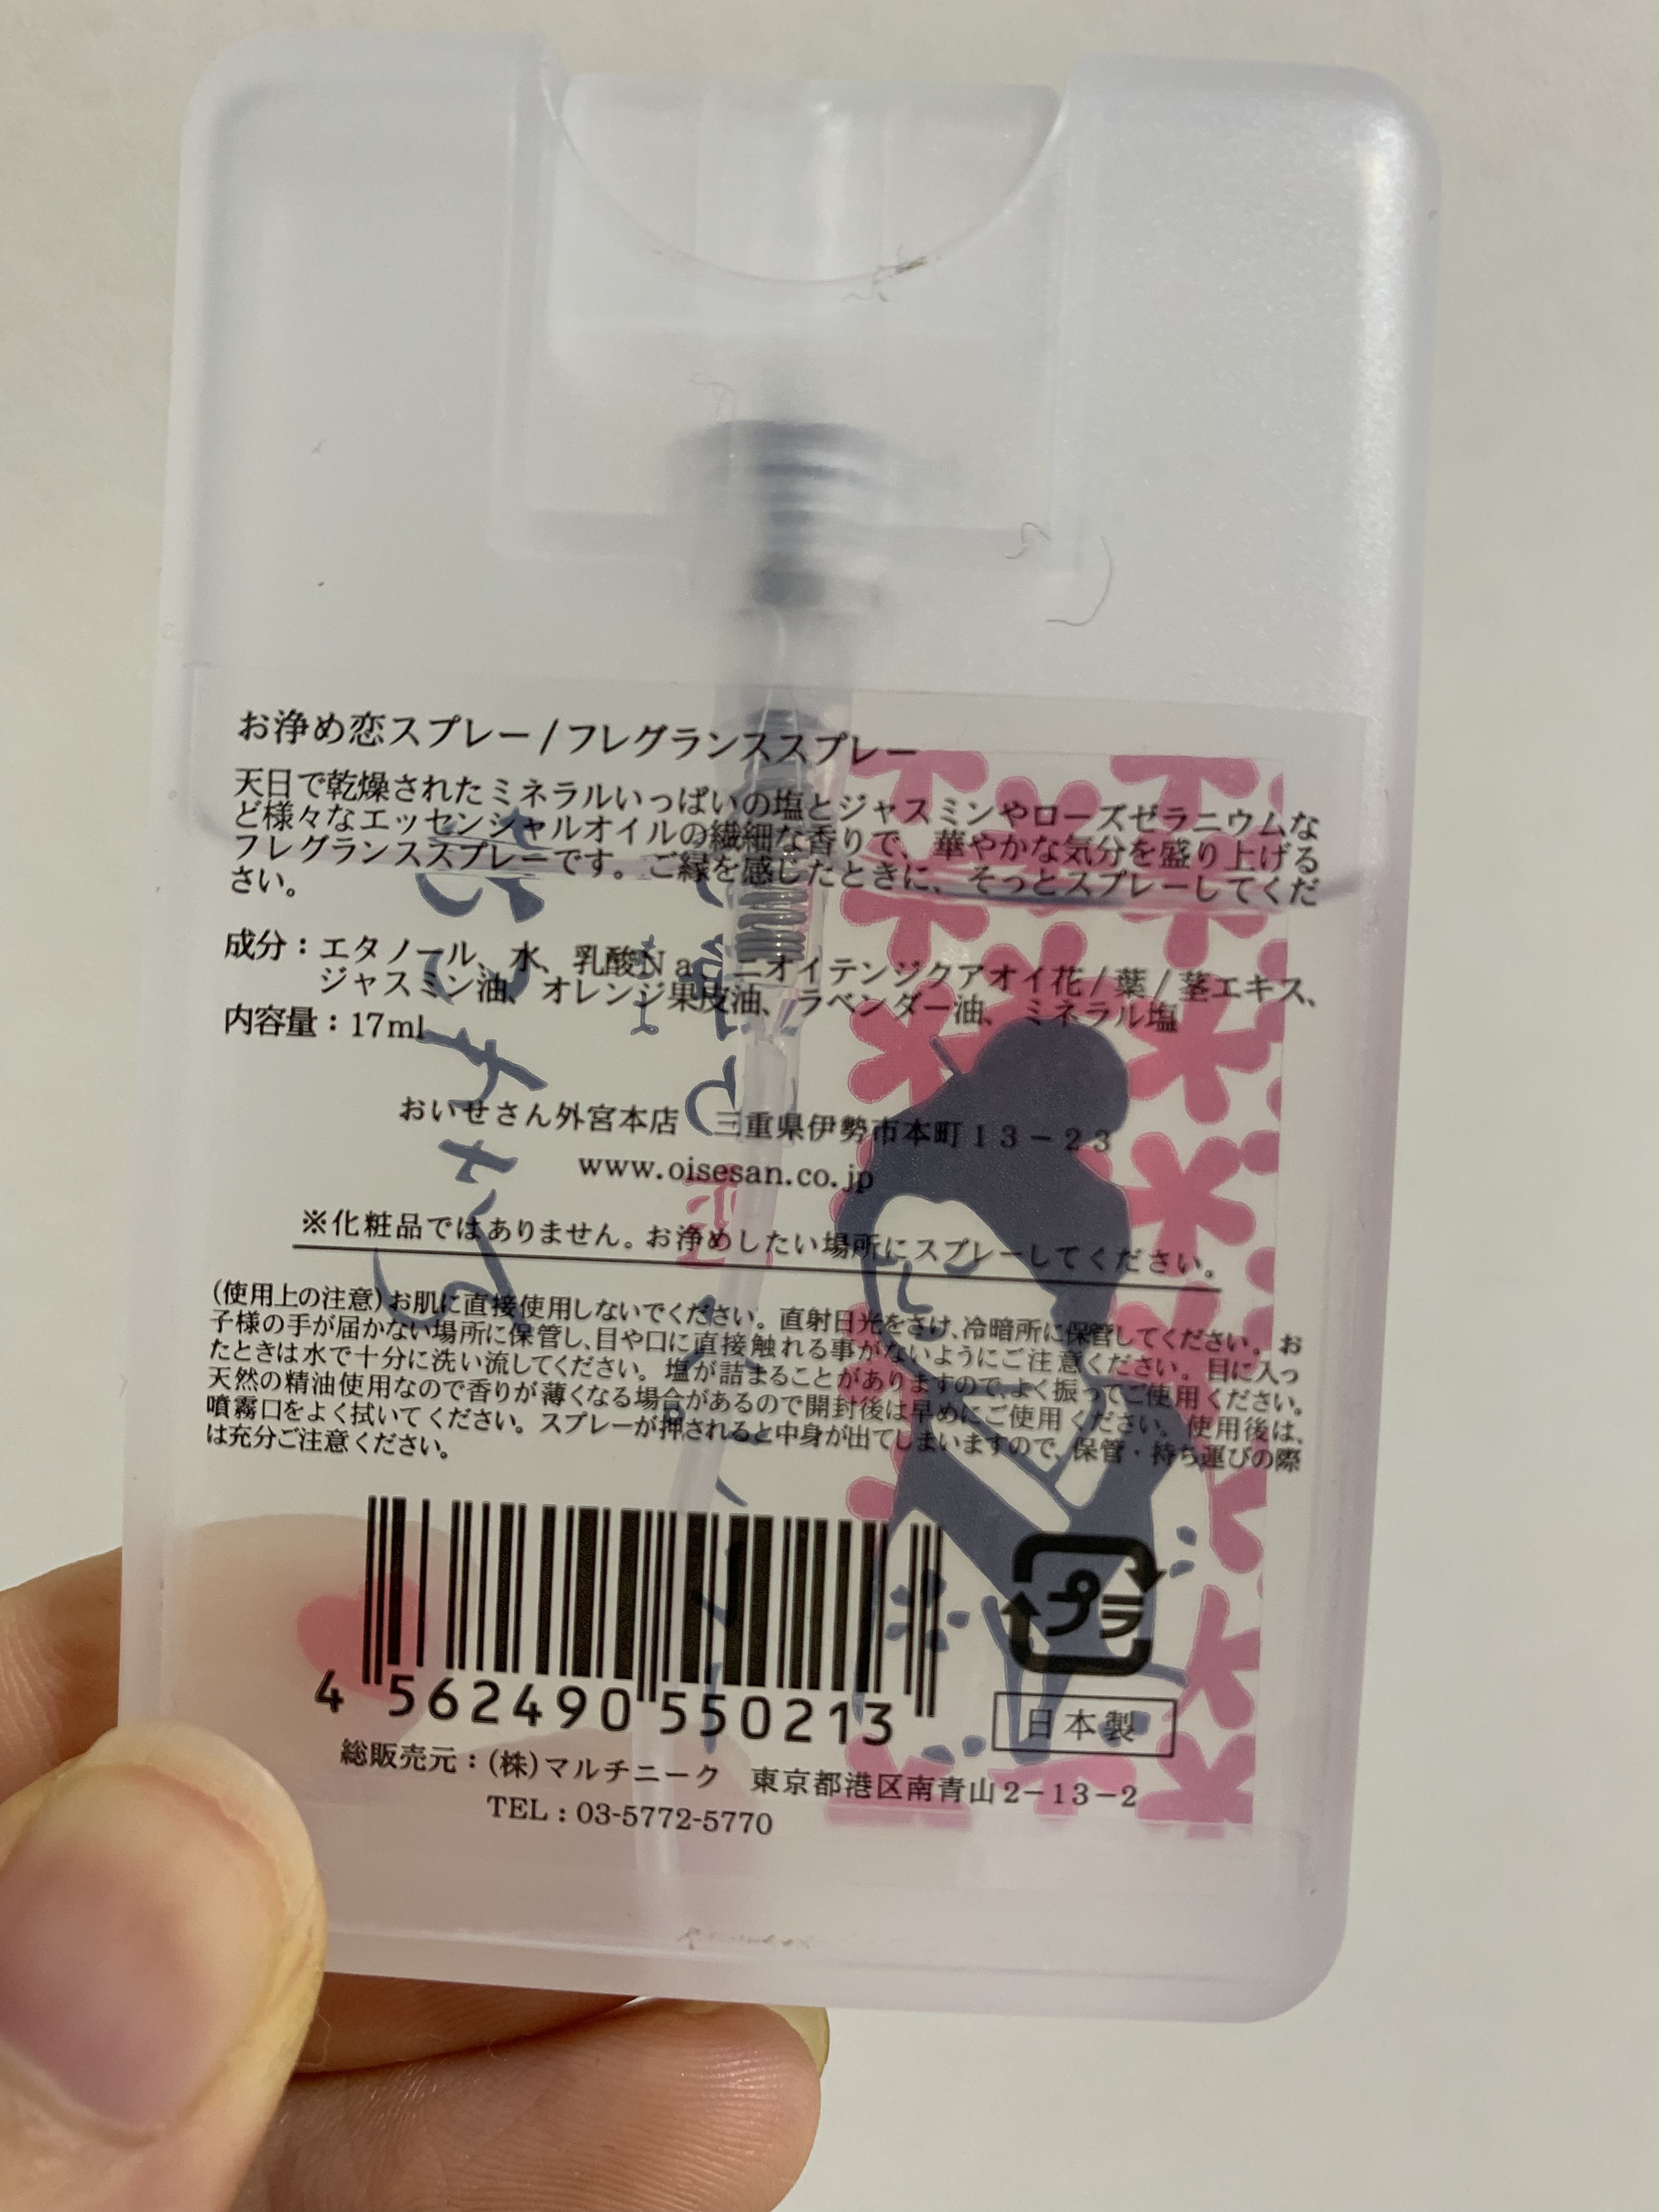 お浄め恋スプレー/フレグランススプレー
天日で乾燥されたミネラルいっぱいの塩とジャスミンやローズゼラニウムな
ど様々なエッセンシャルオイルの繊細な香りで、華やかな気分を盛り上げる
フレグランススプレーです。ご縁を感じたときに、そっとスプレーしてくだ
さい。
成分：エタノール、水、乳酸Na、ニオイテンジクアオイ花/葉/茎エキス、
ジャスミン油、オレンジ果皮油、ラベンダー油、ミネラル塩
内容量：17ml
おいせさん外宮本店 三重県伊勢市本町13－23
www.oisesan.co.jp
※化粧品ではありません。お浄めしたい場所にスプレーしてください。
(使用上の注意)お肌に直接使用しないでください。直射日光をさけ、冷暗所に保管してください。お
子様の手が届かない場所に保管し、目や口に直接触れる事がないようにご注意ください。目に入っ
たときは水で十分に洗い流してください。塩が詰まることがありますので、よく振ってご使用ください。
天然の精油使用なので香りが薄くなる場合があるので開封後は早めにご使用ください。使用後は、
噴霧口をよく拭いてください。スプレーが押されると中身が出てしまいますので、保管・持ち運びの際
は充分ご注意ください。
4 562490 550213
プラ
日本製
総販売元：(株)マルチニーク 東京都港区南青山2－13－2
TEL：03-5772-5770